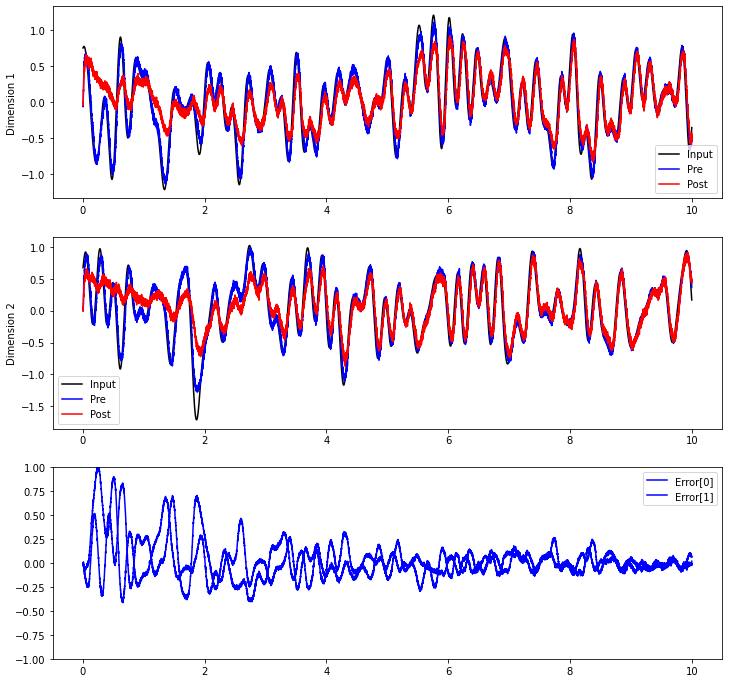 1.0
0.5
0.0
−0.5
−1.0
Dimension 1
Input
Pre
Post
0 2 4 6 8 10
1.0
0.5
0.0
−0.5
−1.0
−1.5
Dimension 2
Input
Pre
Post
0 2 4 6 8 10
1.00
0.75
0.50
0.25
0.00
−0.25
−0.50
−0.75
−1.00
Error[0]
Error[1]
0 2 4 6 8 10